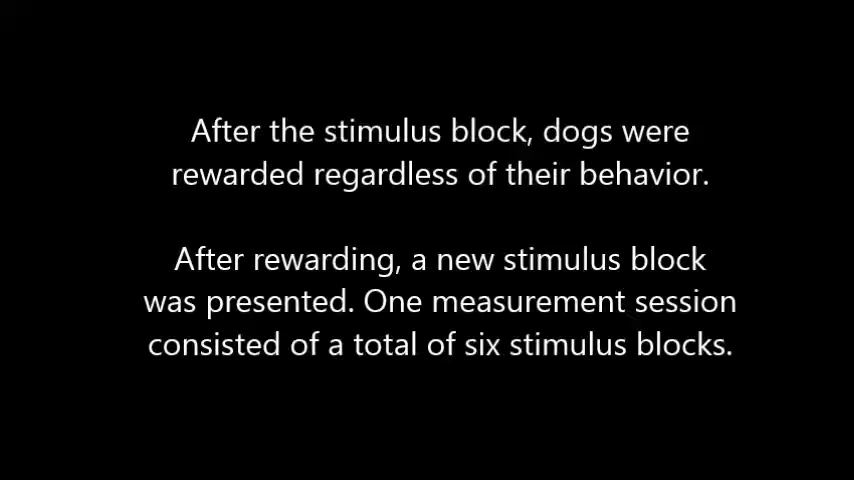 After the stimulus block, dogs were
rewarded regardless of their behavior.
After rewarding, a new stimulus block
was presented. One measurement session
consisted of a total of six stimulus blocks.